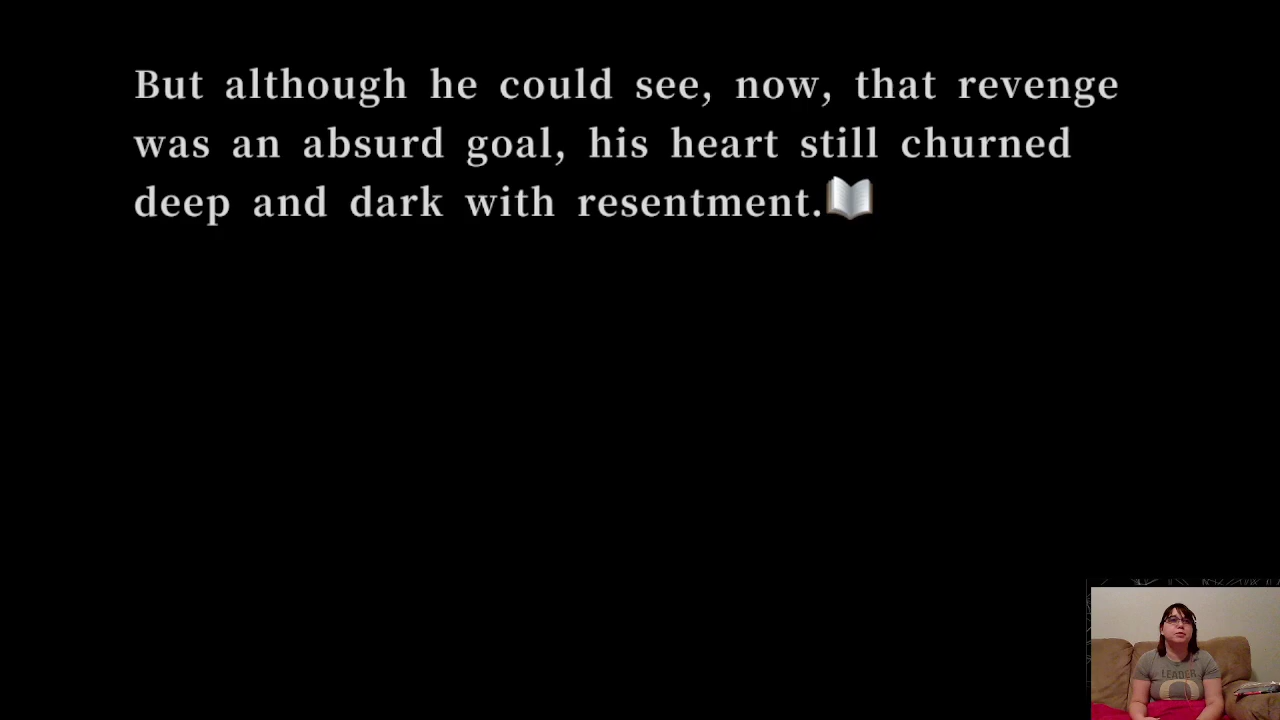 But although he could see, now, that revenge
was an absurd goal, his heart still churned
deep and dark with resentment.
LEADER